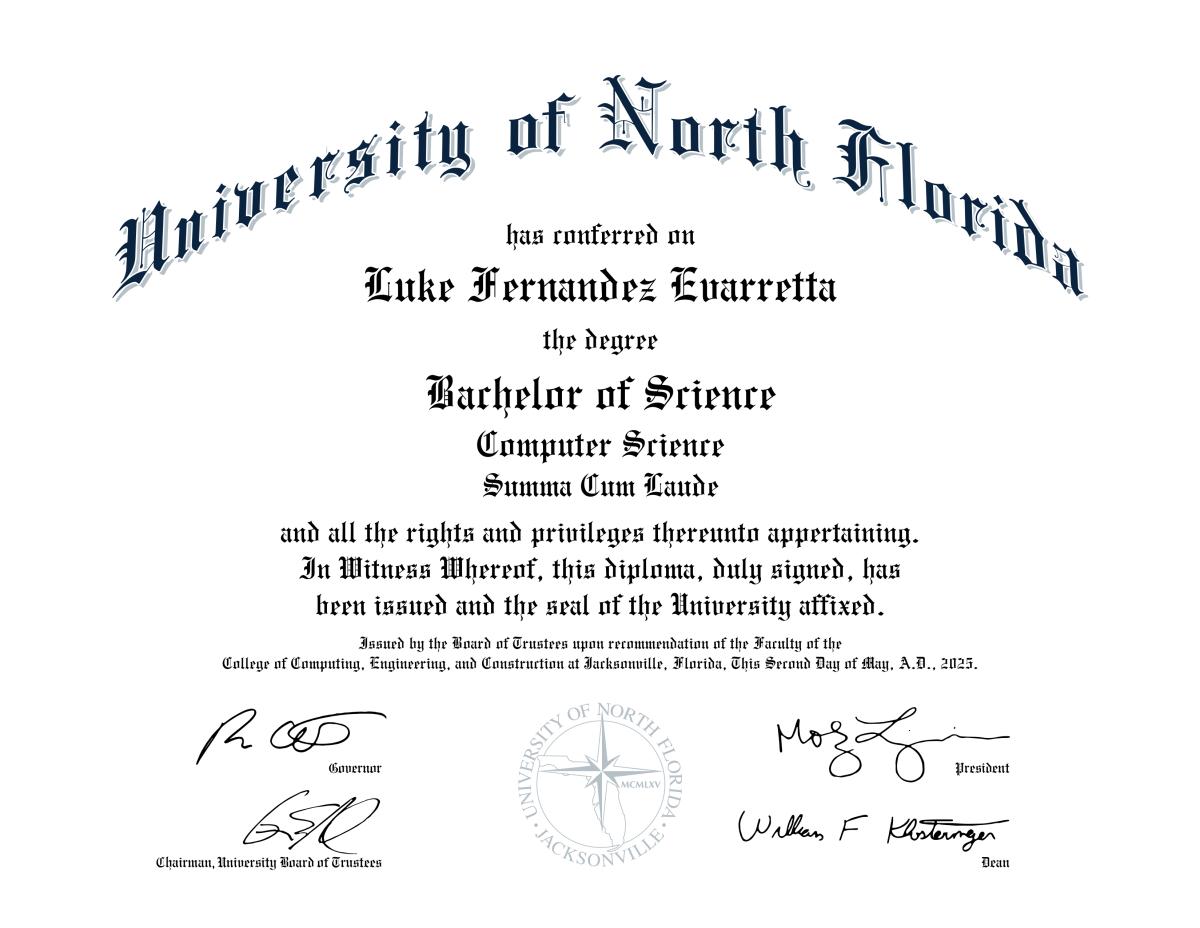 University of North Florida
has conferred on
Luke Fernandez Evarretta
the degree
Bachelor of Science
Computer Science
Summa Cum Laude
and all the rights and privileges thereunto appertaining.
In Witness Whereof, this diploma, duly signed, has
been issued and the seal of the University affixed.
Issued by the Board of Trustees upon recommendation of the Faculty of the
College of Computing, Engineering, and Construction at Jacksonville, Florida, This Second Day of May, A.D., 2025.
Governor
UNIVERSITY OF NORTH FLORIDA
MCMLXV
· JACKSONVILLE ·
President
Chairman, University Board of Trustees
William F
Dean